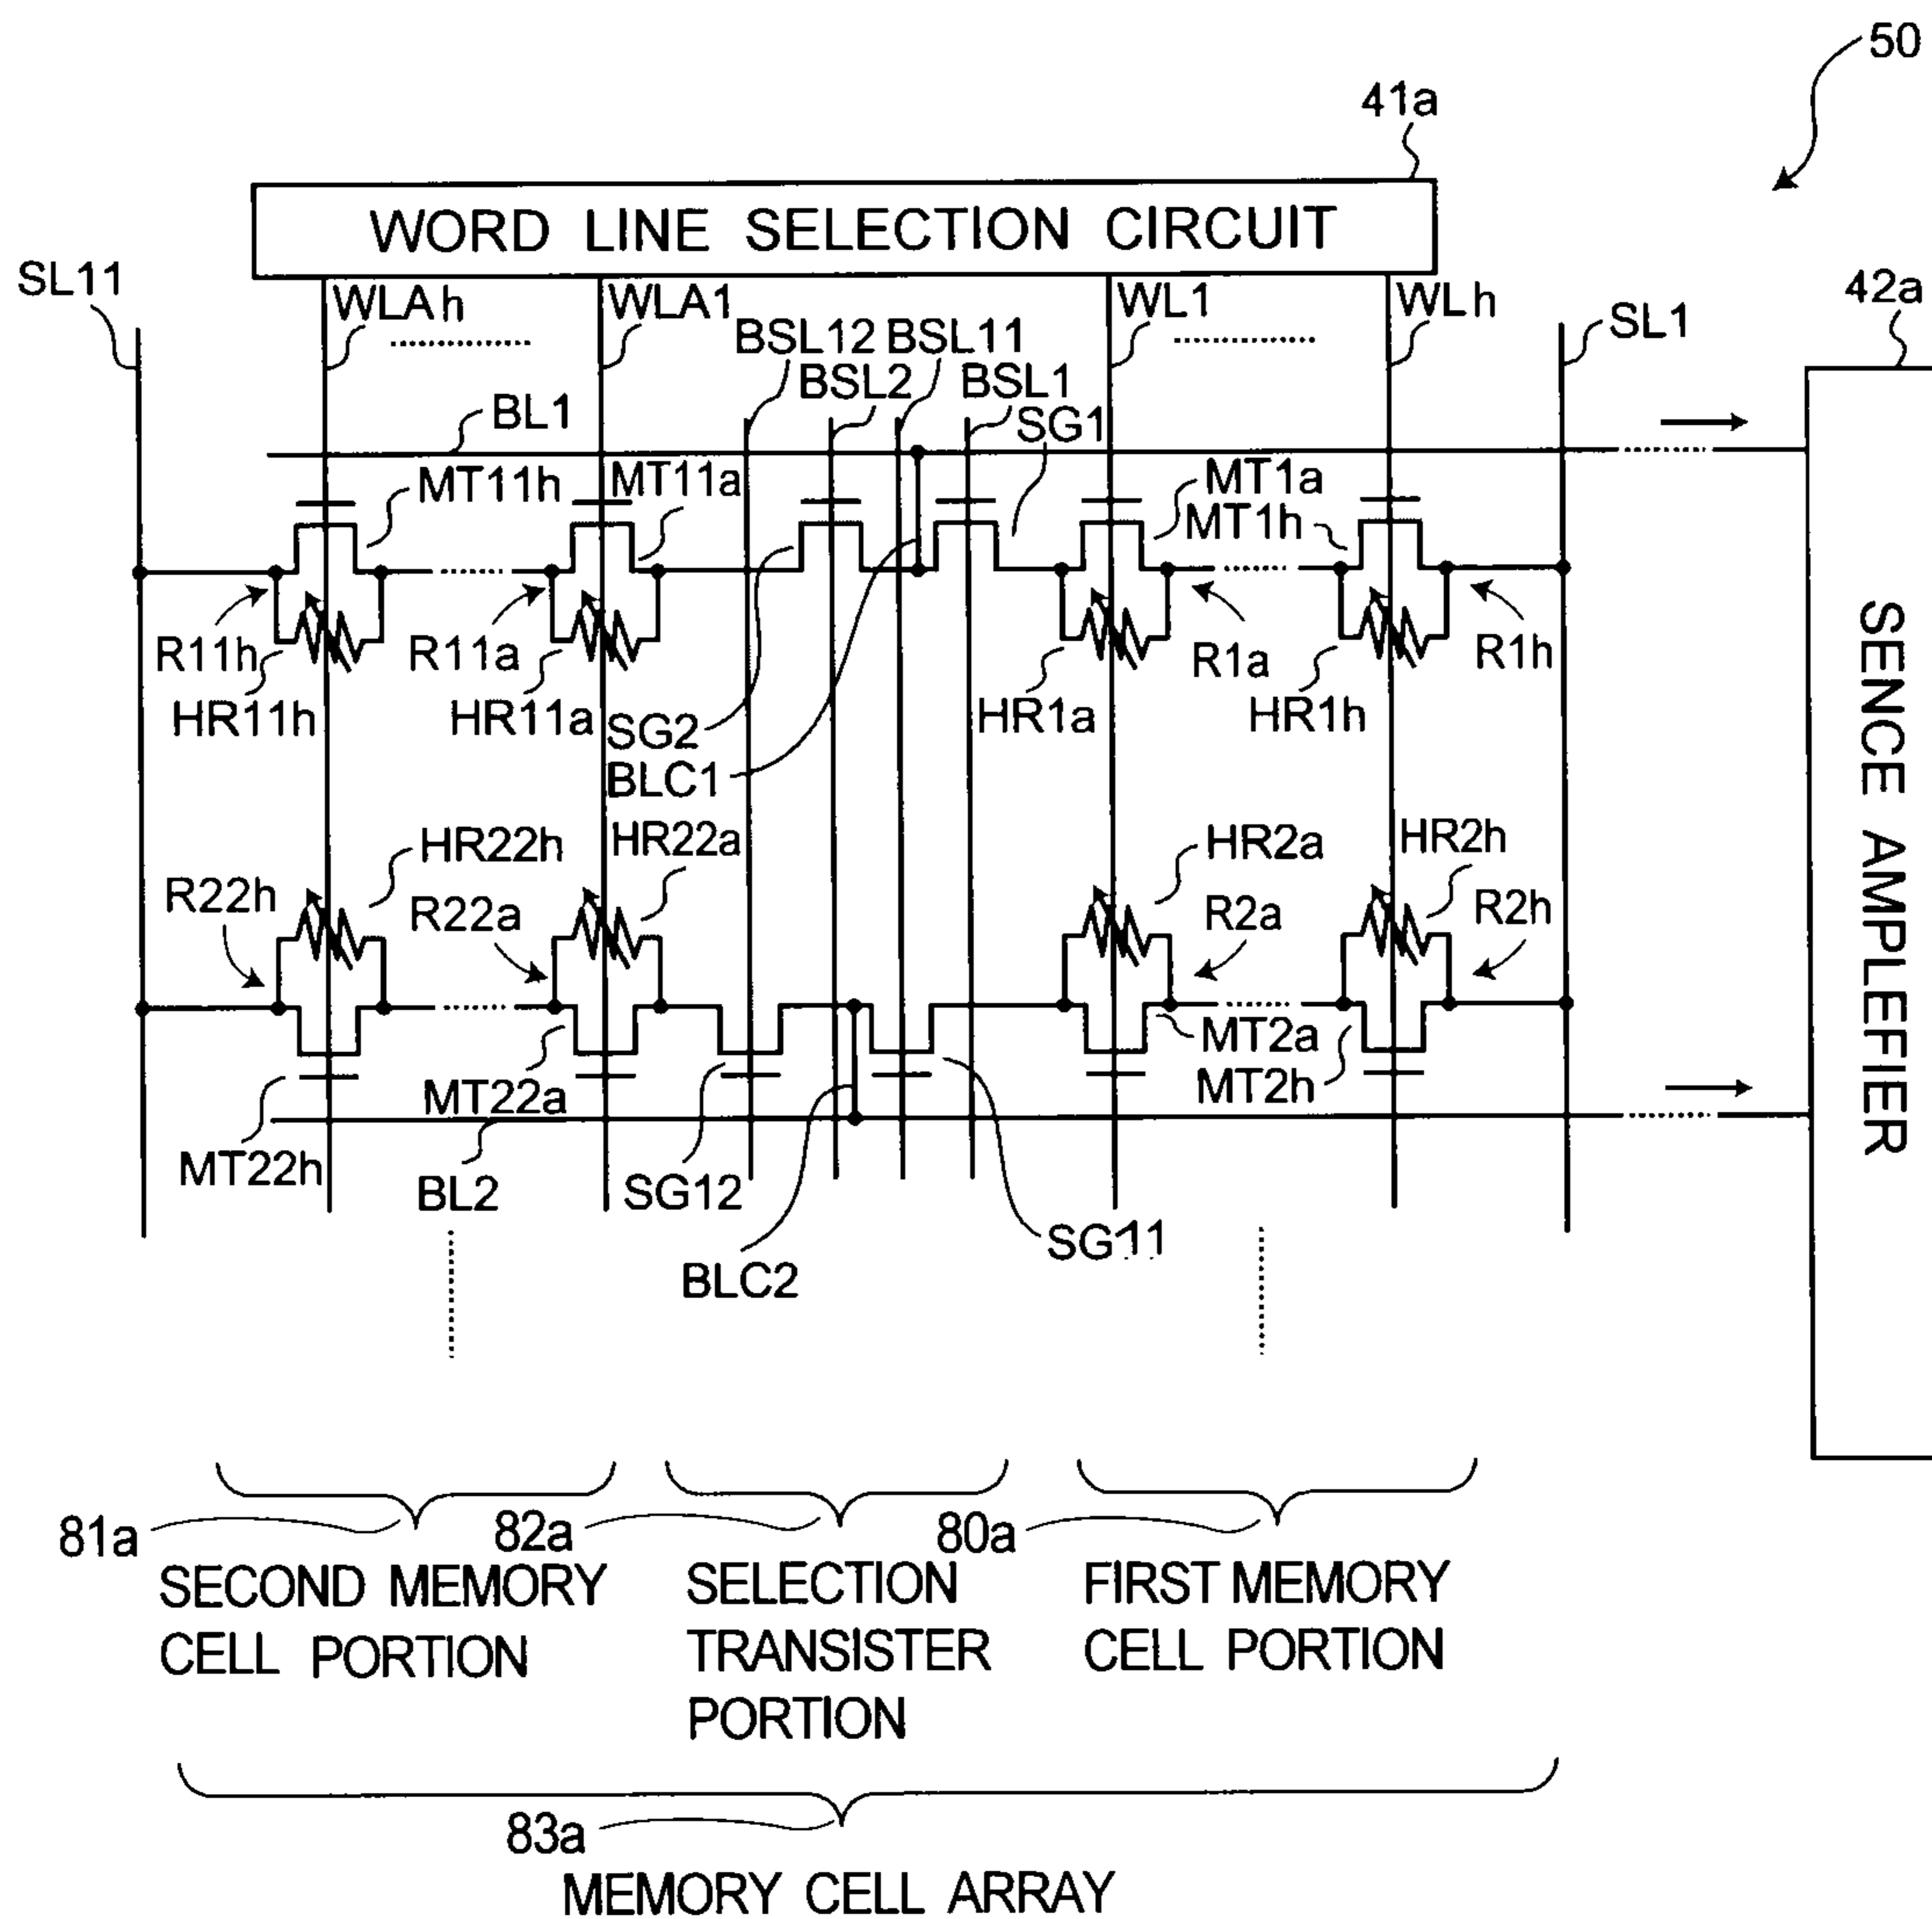 50
41a
WORD LINE SELECTION CIRCUIT
SL11
WLAh
WLA1
WL1
WLh
SL1
42a
BSL12
BSL11
BSL2
BSL1
BL1
SG1
MT11h
MT11a
MT1a
MT1h
R11h
R11a
R1a
R1h
HR11h
HR11a
SG2
HR1a
HR1h
BLC1
SENCE AMPLEFIER
HR22h
HR22a
HR2a
HR2h
R22h
R22a
R2a
R2h
MT2a
MT22a
MT2h
MT22h
BL2
SG12
SG11
BLC2
81a
82a
80a
SECOND MEMORY
CELL PORTION
SELECTION
TRANSISTER
PORTION
FIRST MEMORY
CELL PORTION
83a
MEMORY CELL ARRAY